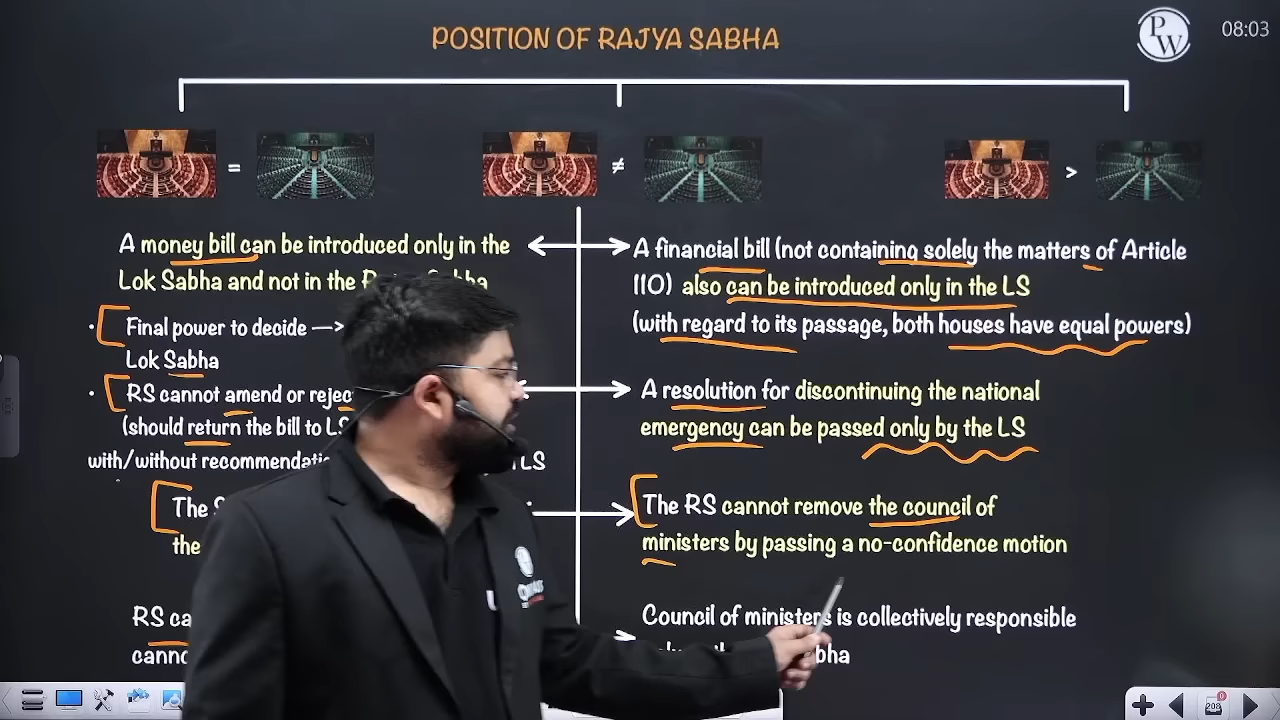 POSITION OF RAJYA SABHA
PW
08:03
=
≠
>
A money bill can be introduced only in the
Lok Sabha and not in the
Final power to decide —>
Lok Sabha
RS cannot amend or
(should return the bill to LS
with/without LS
The
the
RS
A financial bill (not containing solely the matters of Article
110) also can be introduced only in the LS
(with regard to its passage, both houses have equal powers)
A resolution for discontinuing the national
emergency can be passed only by the LS
The RS cannot remove the council of
ministers by passing a no-confidence motion
Council of ministers is collectively responsible
208
0